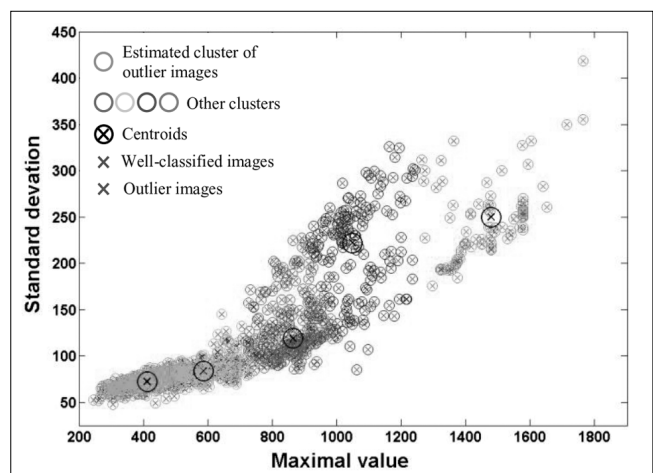 450
400
350
300
250
200
150
100
50
Standard devation
Estimated cluster of
outlier images
Other clusters
Centroids
Well-classified images
Outlier images
200 400 600 800 1000 1200 1400 1600 1800
Maximal value